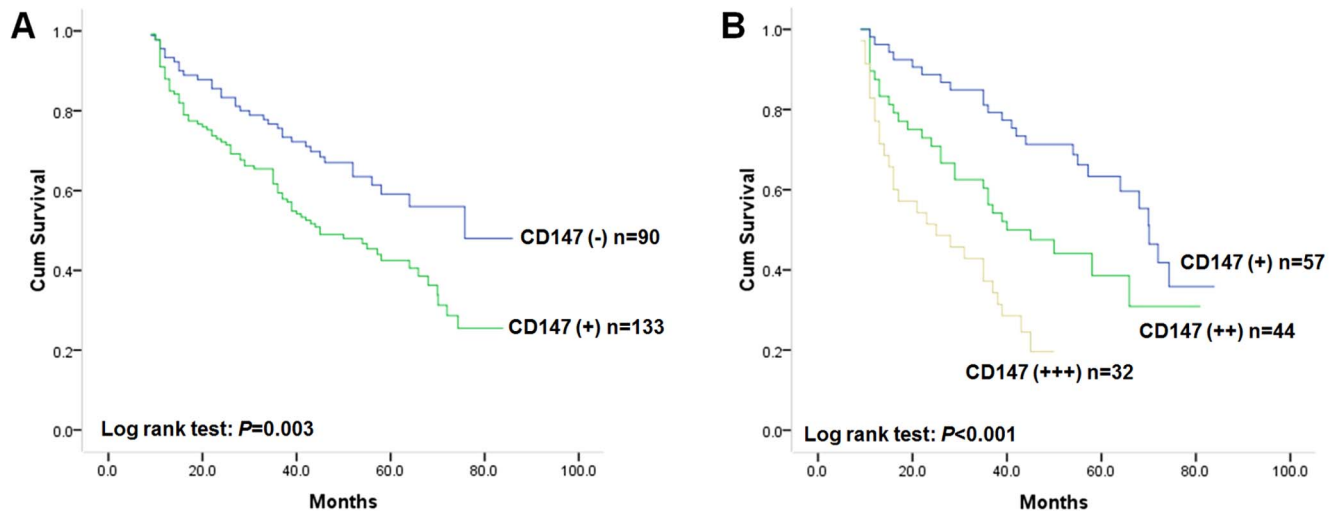 A
Cum Survival
1.0
0.8
0.6
0.4
0.2
0.0
CD147 (-) n=90
CD147 (+) n=133
Log rank test: P=0.003
0.0 20.0 40.0 60.0 80.0 100.0
Months
B
Cum Survival
1.0
0.8
0.6
0.4
0.2
0.0
CD147 (+) n=57
CD147 (++) n=44
CD147 (+++) n=32
Log rank test: P<0.001
0.0 20.0 40.0 60.0 80.0 100.0
Months